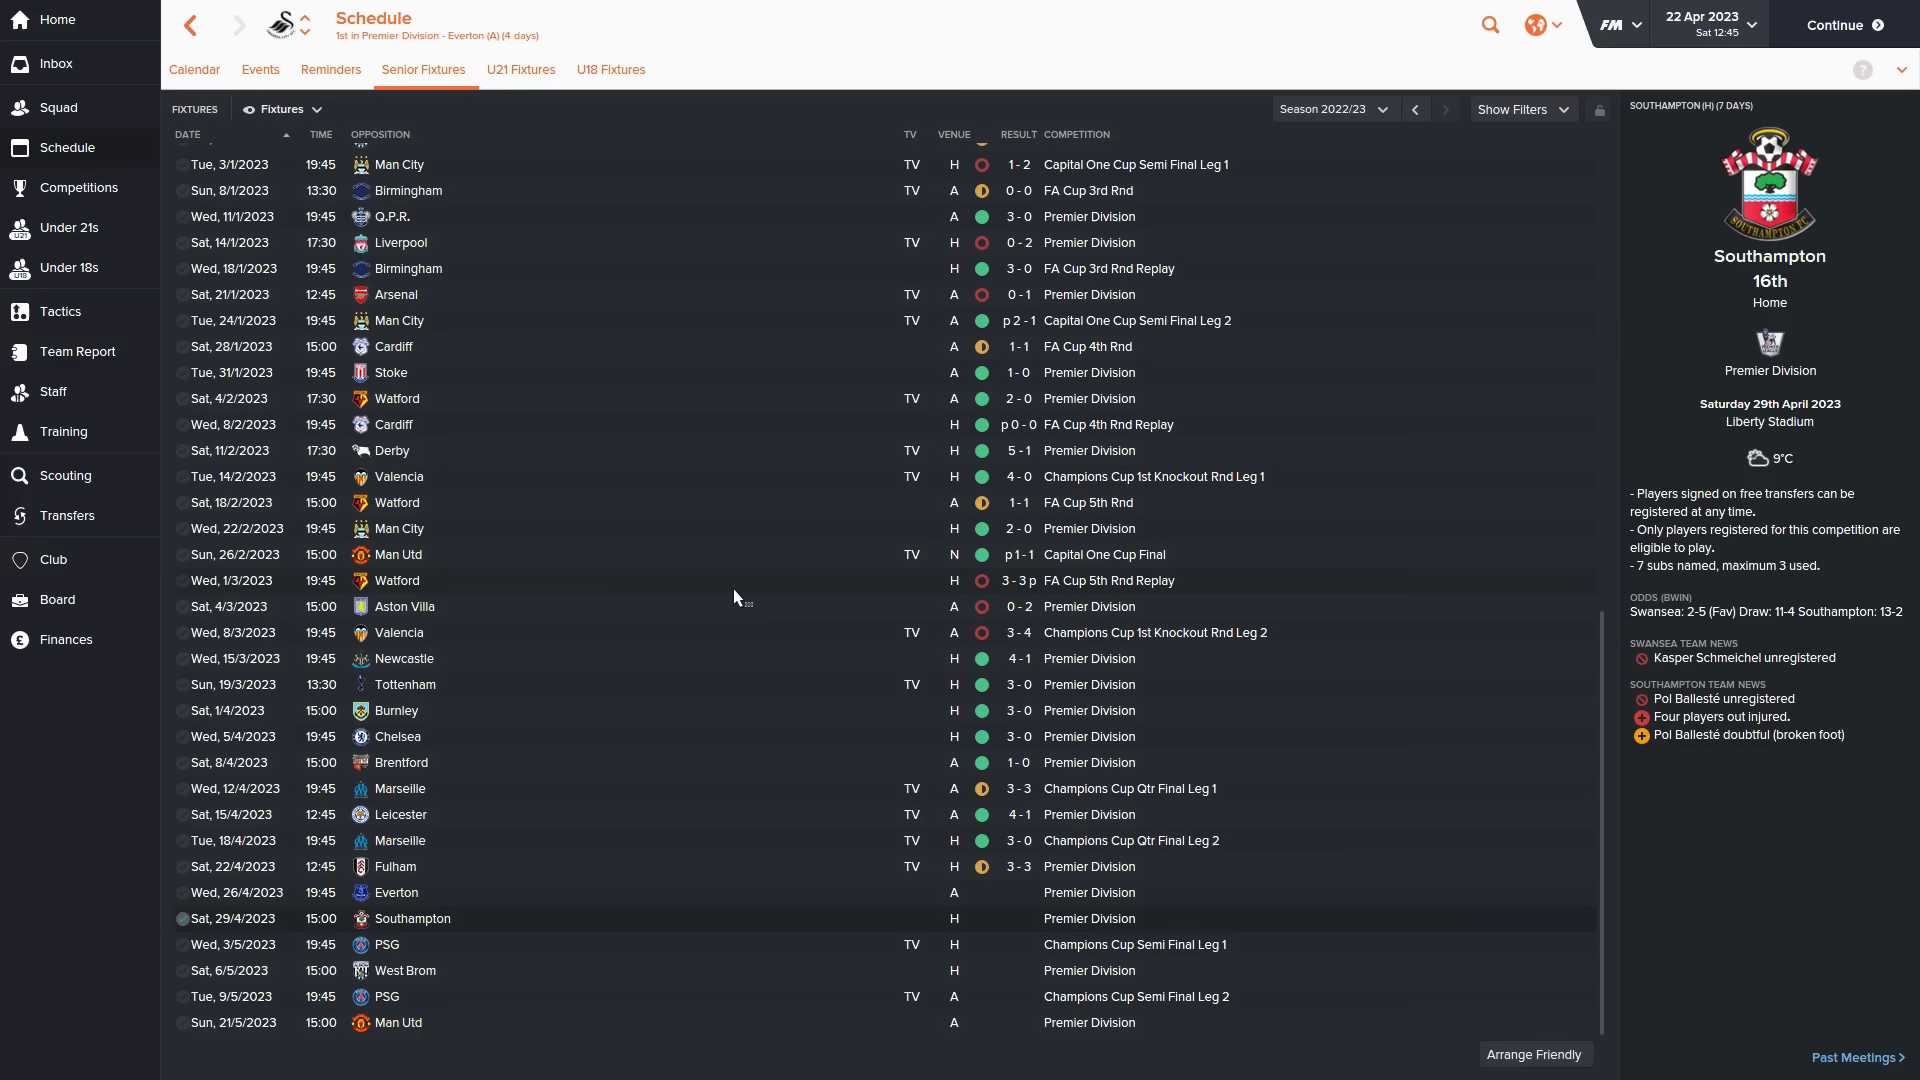 Home
Inbox
Squad
Schedule
Competitions
U21
Under 21s
U18
Under 18s
Tactics
Team Report
Staff
Training
Scouting
Transfers
Club
Board
Finances
Schedule
1st in Premier Division - Everton (A) (4 days)
FM
22 Apr 2023
Sat 12:45
Continue
Calendar Events Reminders Senior Fixtures U21 Fixtures U18 Fixtures
?
FIXTURES Fixtures Season 2022/23 Show Filters
DATE TIME OPPOSITION TV VENUE RESULT COMPETITION
Tue, 3/1/2023 19:45 Man City TV H 1 - 2 Capital One Cup Semi Final Leg 1
Sun, 8/1/2023 13:30 Birmingham TV A 0 - 0 FA Cup 3rd Rnd
Wed, 11/1/2023 19:45 Q.P.R. A 3 - 0 Premier Division
Sat, 14/1/2023 17:30 Liverpool TV H 0 - 2 Premier Division
Wed, 18/1/2023 19:45 Birmingham H 3 - 0 FA Cup 3rd Rnd Replay
Sat, 21/1/2023 12:45 Arsenal TV A 0 - 1 Premier Division
Tue, 24/1/2023 19:45 Man City TV A p 2 - 1 Capital One Cup Semi Final Leg 2
Sat, 28/1/2023 15:00 Cardiff A 1 - 1 FA Cup 4th Rnd
Tue, 31/1/2023 19:45 Stoke A 1 - 0 Premier Division
Sat, 4/2/2023 17:30 Watford TV A 2 - 0 Premier Division
Wed, 8/2/2023 19:45 Cardiff H p 0 - 0 FA Cup 4th Rnd Replay
Sat, 11/2/2023 17:30 Derby TV H 5 - 1 Premier Division
Tue, 14/2/2023 19:45 Valencia TV H 4 - 0 Champions Cup 1st Knockout Rnd Leg 1
Sat, 18/2/2023 15:00 Watford A 1 - 1 FA Cup 5th Rnd
Wed, 22/2/2023 19:45 Man City H 2 - 0 Premier Division
Sun, 26/2/2023 15:00 Man Utd TV N p 1 - 1 Capital One Cup Final
Wed, 1/3/2023 19:45 Watford H 3 - 3 p FA Cup 5th Rnd Replay
Sat, 4/3/2023 15:00 Aston Villa A 0 - 2 Premier Division
Wed, 8/3/2023 19:45 Valencia TV A 3 - 4 Champions Cup 1st Knockout Rnd Leg 2
Wed, 15/3/2023 19:45 Newcastle H 4 - 1 Premier Division
Sun, 19/3/2023 13:30 Tottenham TV H 3 - 0 Premier Division
Sat, 1/4/2023 15:00 Burnley H 3 - 0 Premier Division
Wed, 5/4/2023 19:45 Chelsea H 3 - 0 Premier Division
Sat, 8/4/2023 15:00 Brentford A 1 - 0 Premier Division
Wed, 12/4/2023 19:45 Marseille TV A 3 - 3 Champions Cup Qtr Final Leg 1
Sat, 15/4/2023 12:45 Leicester TV A 4 - 1 Premier Division
Tue, 18/4/2023 19:45 Marseille TV H 3 - 0 Champions Cup Qtr Final Leg 2
Sat, 22/4/2023 12:45 Fulham TV H 3 - 3 Premier Division
Wed, 26/4/2023 19:45 Everton A Premier Division
Sat, 29/4/2023 15:00 Southampton H Premier Division
Wed, 3/5/2023 19:45 PSG TV H Champions Cup Semi Final Leg 1
Sat, 6/5/2023 15:00 West Brom H Premier Division
Tue, 9/5/2023 19:45 PSG TV A Champions Cup Semi Final Leg 2
Sun, 21/5/2023 15:00 Man Utd A Premier Division
Arrange Friendly
SOUTHAMPTON (H) (7 DAYS)
SOUTHAMPTON FC
Southampton
16th
Home
Premier Division
Saturday 29th April 2023
Liberty Stadium
9°C
- Players signed on free transfers can be
registered at any time.
- Only players registered for this competition are
eligible to play.
- 7 subs named, maximum 3 used.
ODDS (BWIN)
Swansea: 2-5 (Fav) Draw: 11-4 Southampton: 13-2
SWANSEA TEAM NEWS
Kasper Schmeichel unregistered
SOUTHAMPTON TEAM NEWS
Pol Ballesté unregistered
Four players out injured.
Pol Ballesté doubtful (broken foot)
Past Meetings >